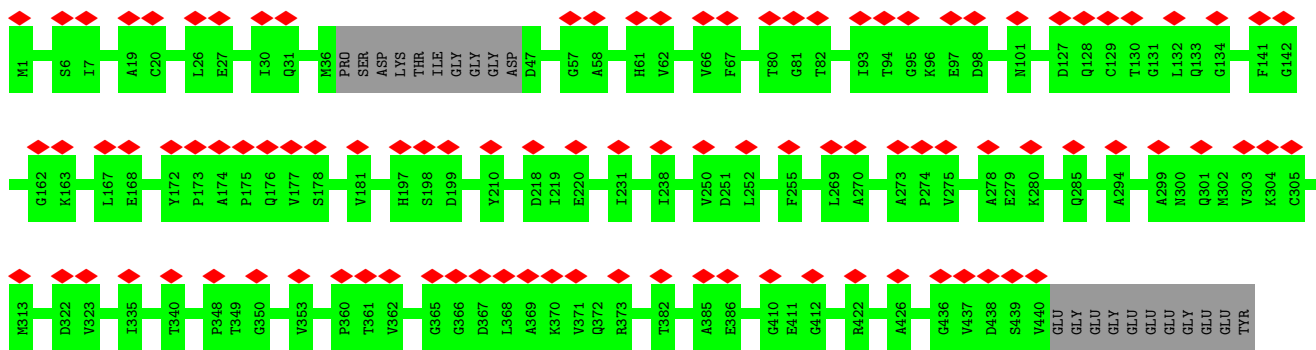 M1 S6 I7 A19 C20 L26 E27 I30 Q31 M36 PRO SER ASP LYS THR ILE GLY GLY GLY ASP D47 G57 A58 H61 V62 V66 F67 T80 G81 T82 I93 T94 G95 K96 E97 D98 N101 D127 Q128 C129 T130 G131 L132 Q133 G134 F141 G142
G162 K163 L167 E168 Y172 P173 A174 P175 Q176 V177 S178 V181 H197 S198 D199 Y210 D218 I219 E220 I231 I238 V250 D251 L252 F255 L269 A270 A273 P274 V275 A278 E279 K280 Q285 A294 A299 N300 Q301 M302 V303 K304 C305
M313 D322 V323 I335 T340 P348 T349 G350 V353 P360 T361 V362 G365 G366 D367 L368 A369 K370 V371 Q372 R373 T382 A385 E386 G410 E411 G412 R422 A426 G436 V437 D438 S439 V440 GLU GLY GLU GLY GLU GLU GLU GLY GLU GLU TYR